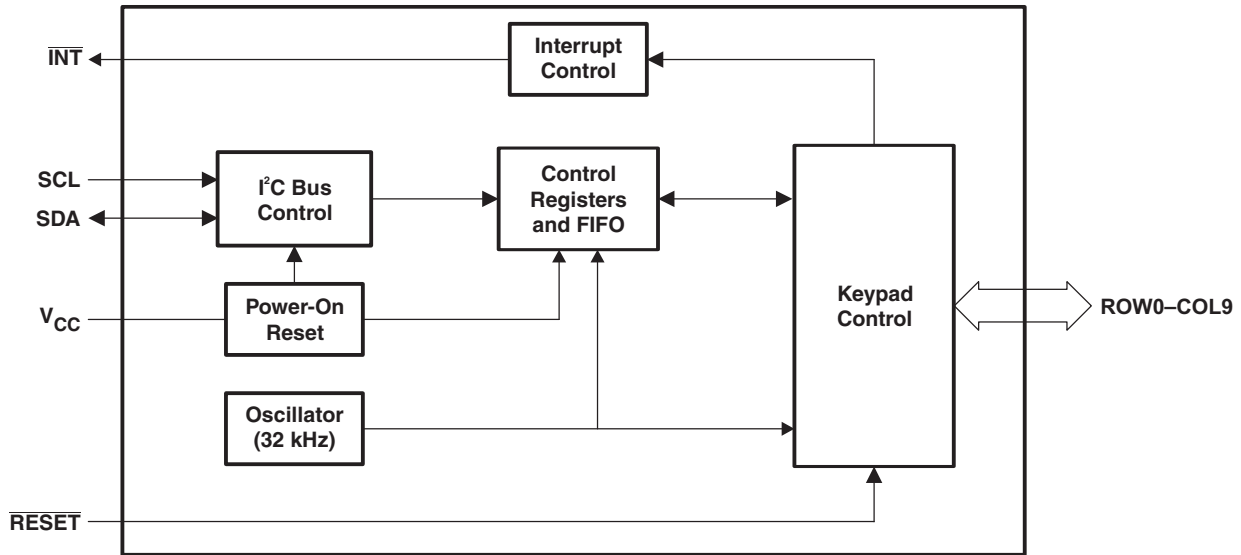 INT
Interrupt
Control
SCL
SDA
I²C Bus
Control
Control
Registers
and FIFO
VCC
Power-On
Reset
Keypad
Control
ROW0–COL9
Oscillator
(32 kHz)
RESET